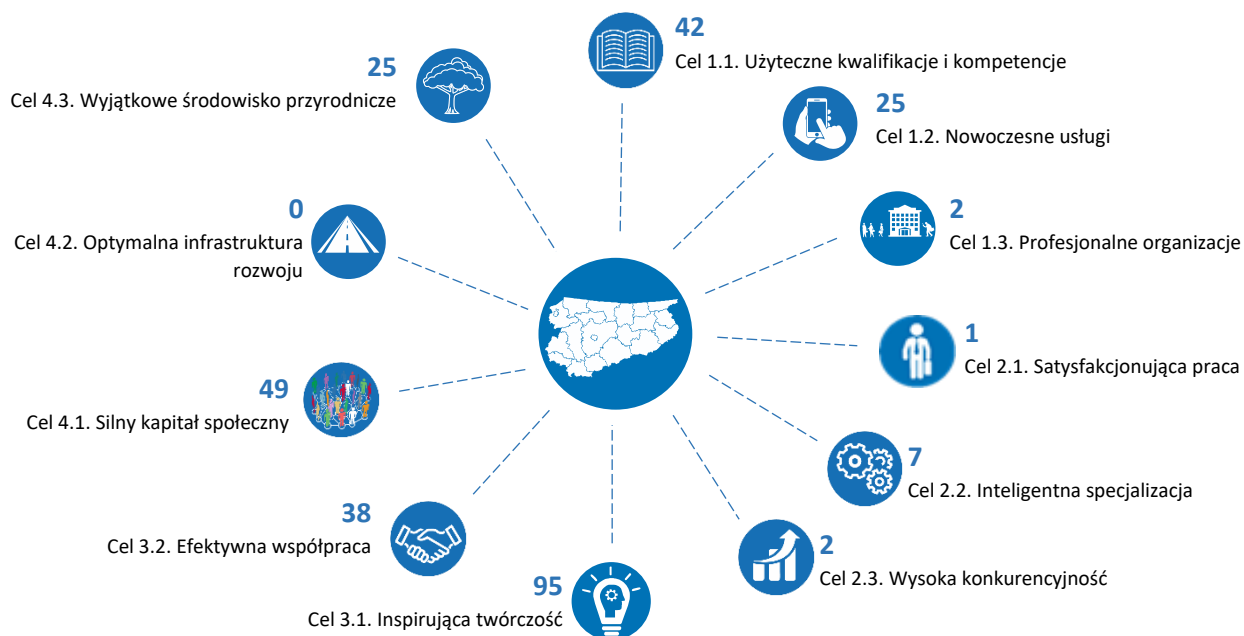 42
Cel 1.1. Użyteczne kwalifikacje i kompetencje
25
Cel 1.2. Nowoczesne usługi
2
Cel 1.3. Profesjonalne organizacje
1
Cel 2.1. Satysfakcjonująca praca
7
Cel 2.2. Inteligentna specjalizacja
2
Cel 2.3. Wysoka konkurencyjność
95
Cel 3.1. Inspirująca twórczość
38
Cel 3.2. Efektywna współpraca
49
Cel 4.1. Silny kapitał społeczny
0
Cel 4.2. Optymalna infrastruktura
rozwoju
25
Cel 4.3. Wyjątkowe środowisko przyrodnicze